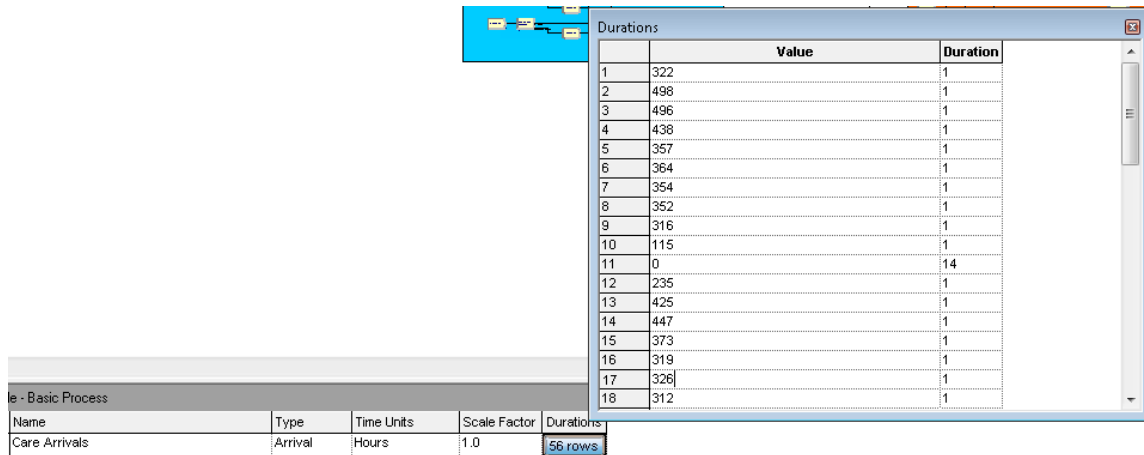 Durations
Value Duration
1 322 1
2 498 1
3 496 1
4 438 1
5 357 1
6 364 1
7 354 1
8 352 1
9 316 1
10 115 1
11 0 14
12 235 1
13 425 1
14 447 1
15 373 1
16 319 1
17 326 1
18 312 1
le - Basic Process
Name Type Time Units Scale Factor Durations
Care Arrivals Arrival Hours 1.0 56 rows